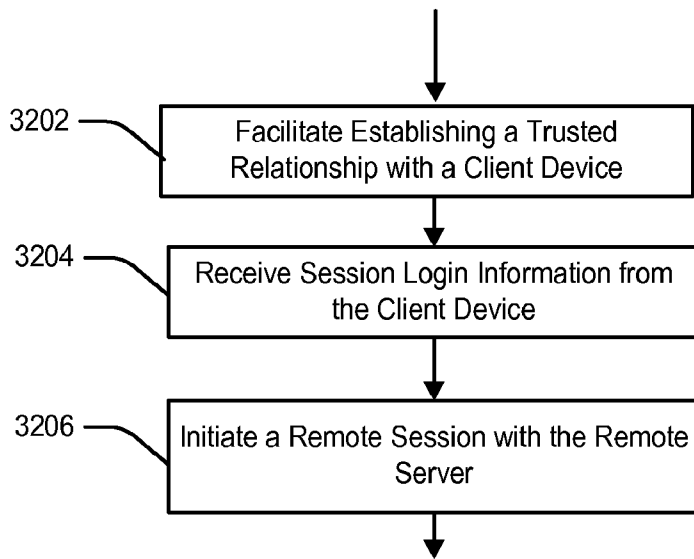 3202
Facilitate Establishing a Trusted
Relationship with a Client Device
3204
Receive Session Login Information from
the Client Device
3206
Initiate a Remote Session with the Remote
Server